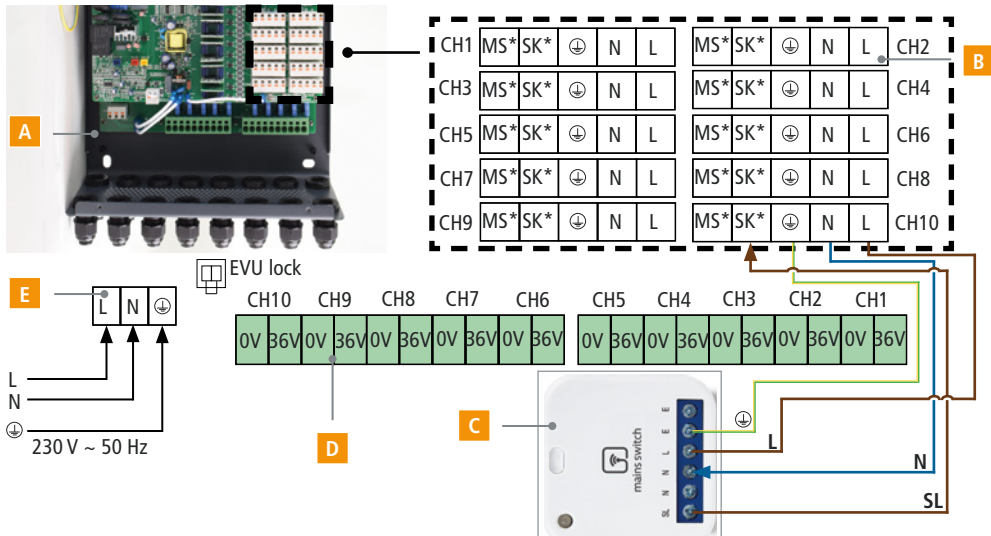 CH1 MS* SK* ⏚ N L MS* SK* ⏚ N L CH2
B
CH3 MS* SK* ⏚ N L MS* SK* ⏚ N L CH4
A
CH5 MS* SK* ⏚ N L MS* SK* ⏚ N L CH6
CH7 MS* SK* ⏚ N L MS* SK* ⏚ N L CH8
CH9 MS* SK* ⏚ N L MS* SK* ⏚ N L CH10
EVU lock
E
L N ⏚
CH10 CH9 CH8 CH7 CH6 CH5 CH4 CH3 CH2 CH1
0V 36V 0V 36V 0V 36V 0V 36V 0V 36V 0V 36V 0V 36V 0V 36V 0V 36V 0V 36V
L
N
⏚
230 V ~ 50 Hz
D
C
mains switch
E
E
L
N
N
SL
⏚
L
N
SL